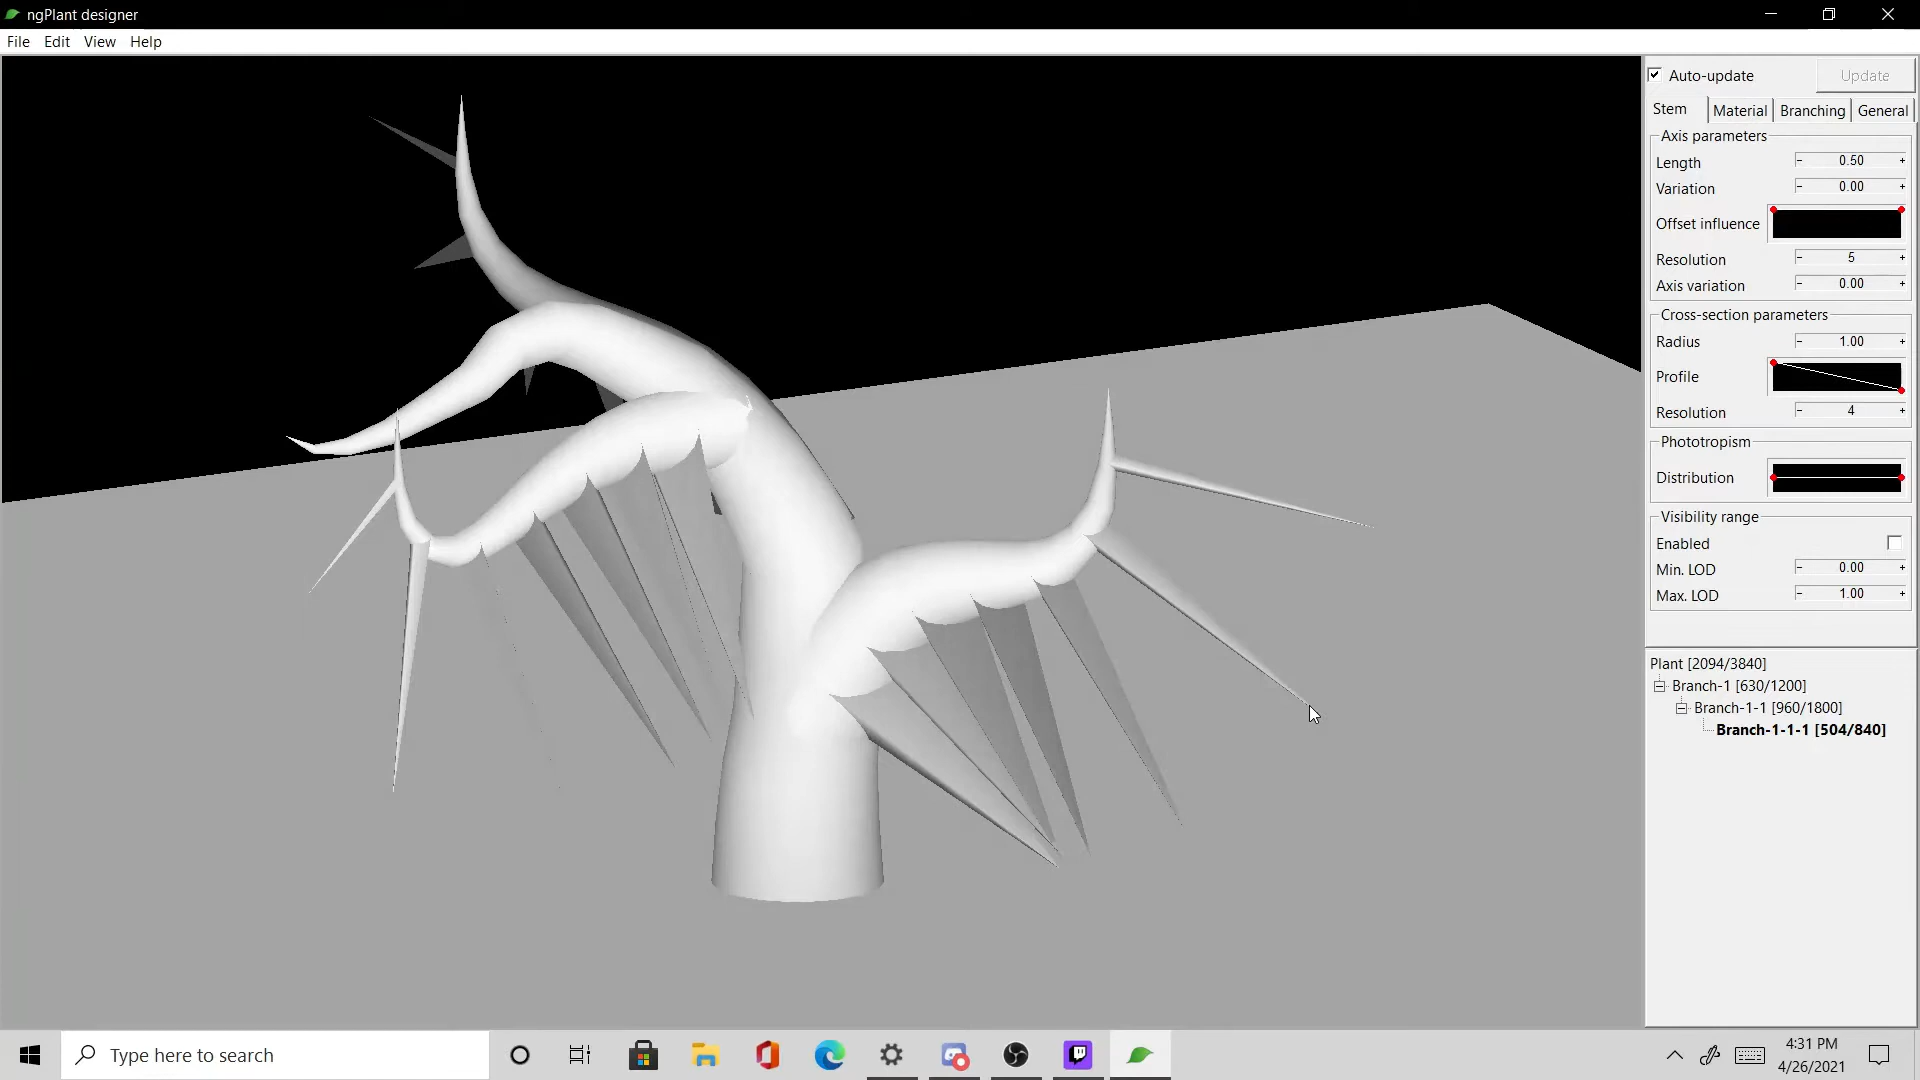 ngPlant designer
File Edit View Help
Auto-update Update
Stem Material Branching General
Axis parameters
Length - 0.50 +
Variation - 0.00 +
Offset influence
Resolution - 5 +
Axis variation - 0.00 +
Cross-section parameters
Radius - 1.00 +
Profile
Resolution - 4 +
Phototropism
Distribution
Visibility range
Enabled
Min. LOD - 0.00 +
Max. LOD - 1.00 +
Plant [2094/3840]
Branch-1 [630/1200]
Branch-1-1 [960/1800]
Branch-1-1-1 [504/840]
Type here to search
4:31 PM
4/26/2021